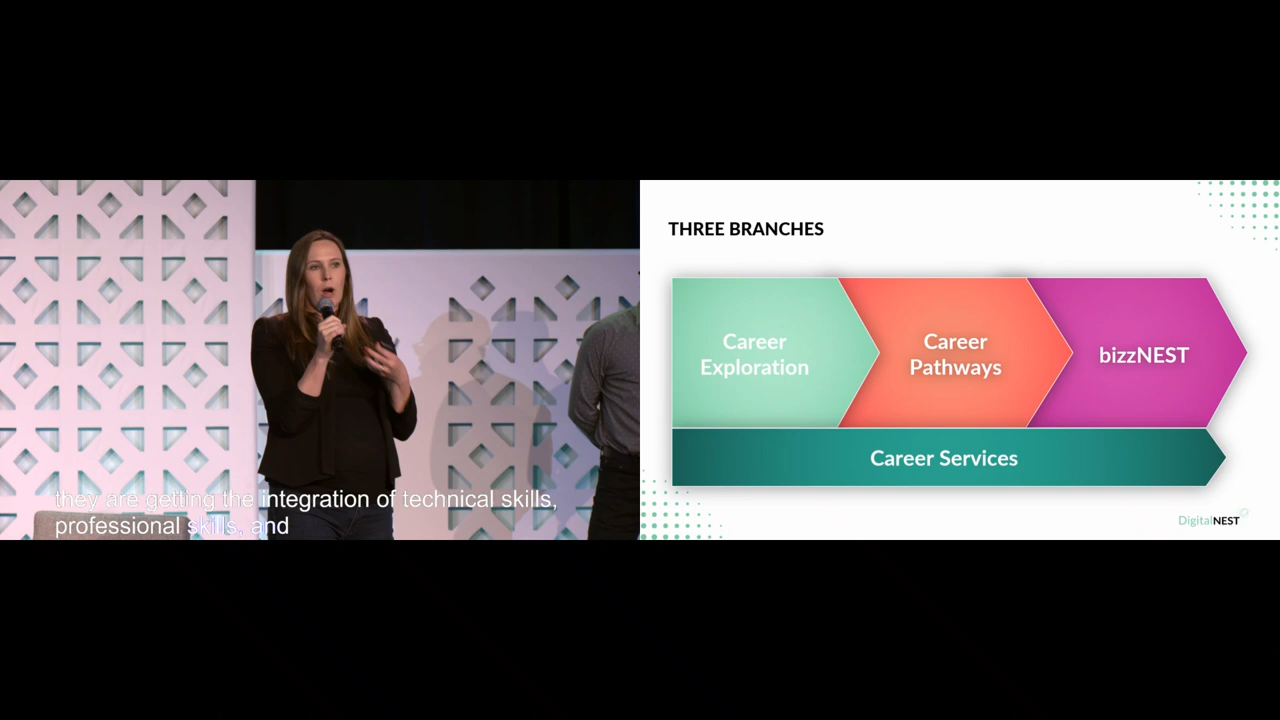 they are getting the integration of technical skills,
professional skills, and
THREE BRANCHES
Career
Exploration
Career
Pathways
bizzNEST
Career Services
DigitalNEST